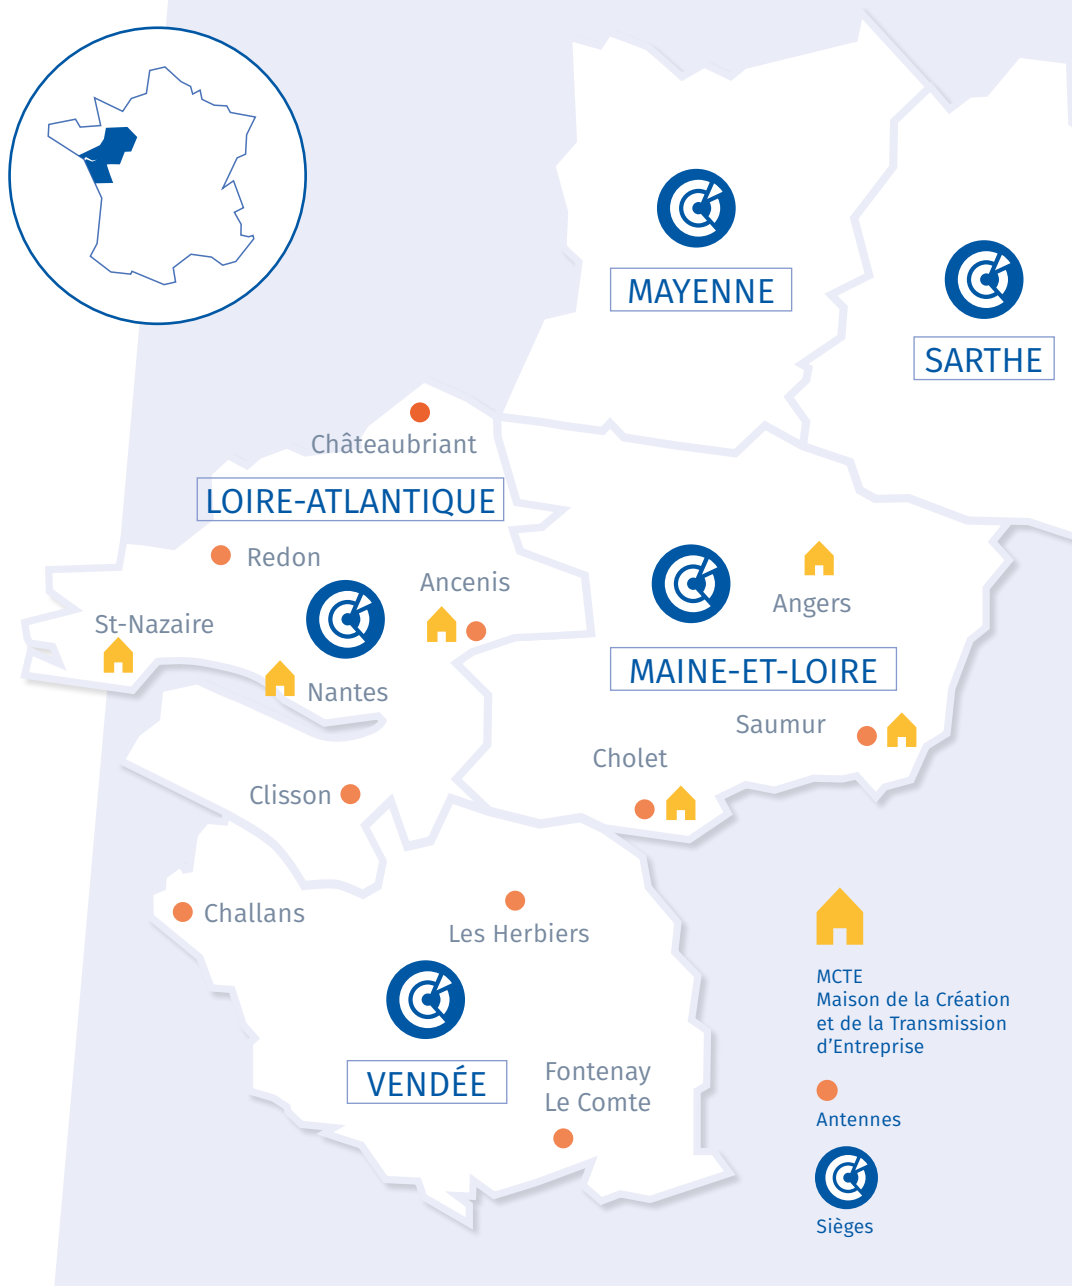 MAYENNE
SARTHE
Châteaubriant
LOIRE-ATLANTIQUE
Redon
Ancenis
St-Nazaire
Nantes
Angers
MAINE-ET-LOIRE
Saumur
Cholet
Clisson
Challans
Les Herbiers
VENDÉE
Fontenay
Le Comte
MCTE
Maison de la Création
et de la Transmission
d'Entreprise
Antennes
Sièges